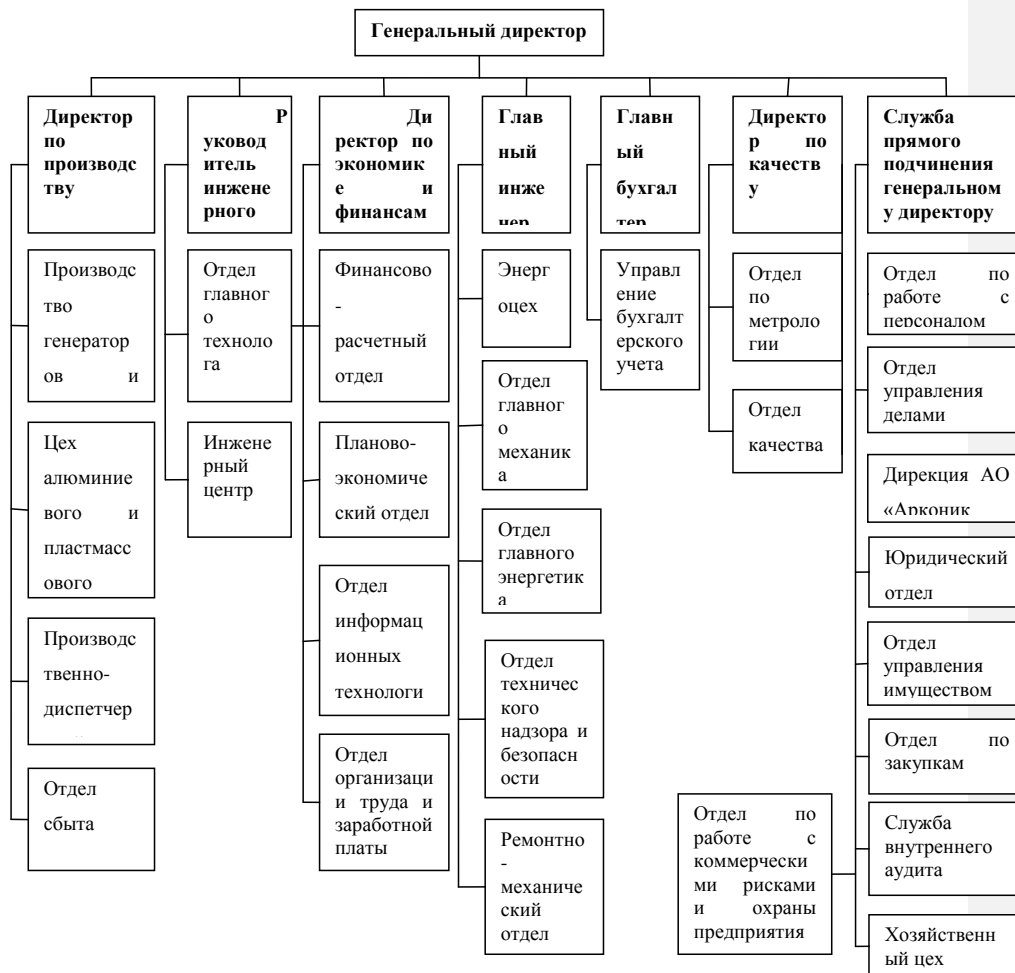 Генеральный директор
Директор
по
производс
тву
Р
уковод
итель
инжене
рного
Ди
ректор по
экономик
е и
финансам
Глав
ный
инже
нер
Главн
ый
бухгал
тер
Директо
р по
качеств
у
Служба
прямого
подчинения
генеральном
у директору
Производс
тво
генератор
ов и
Цех
алюминие
вого и
пластмасс
ового
Производс
твенно-
диспетчер
Отдел
сбыта
Отдел
главног
о
техноло
га
Инжене
рный
центр
Финансово
-
расчетный
отдел
Планово-
экономиче
ский отдел
Отдел
информац
ионных
технологи
Отдел
организаци
и труда и
заработной
платы
Энерг
оцех
Отдел
главног
о
механик
а
Отдел
главного
энергетик
а
Отдел
техничес
кого
надзора и
безопасн
ости
Ремонтно
-
механиче
ский
отдел
Управл
ение
бухгалт
ерского
учета
Отдел
по
метроло
гии
Отдел
качества
Отдел по
работе с
персоналом
Отдел
управления
делами
Дирекция АО
«Арконик
Юридический
отдел
Отдел
управления
имуществом
Отдел по
закупкам
Служба
внутреннего
аудита
Хозяйственн
ый цех
Отдел по
работе с
коммерчески
ми рисками
и охраны
предприятия